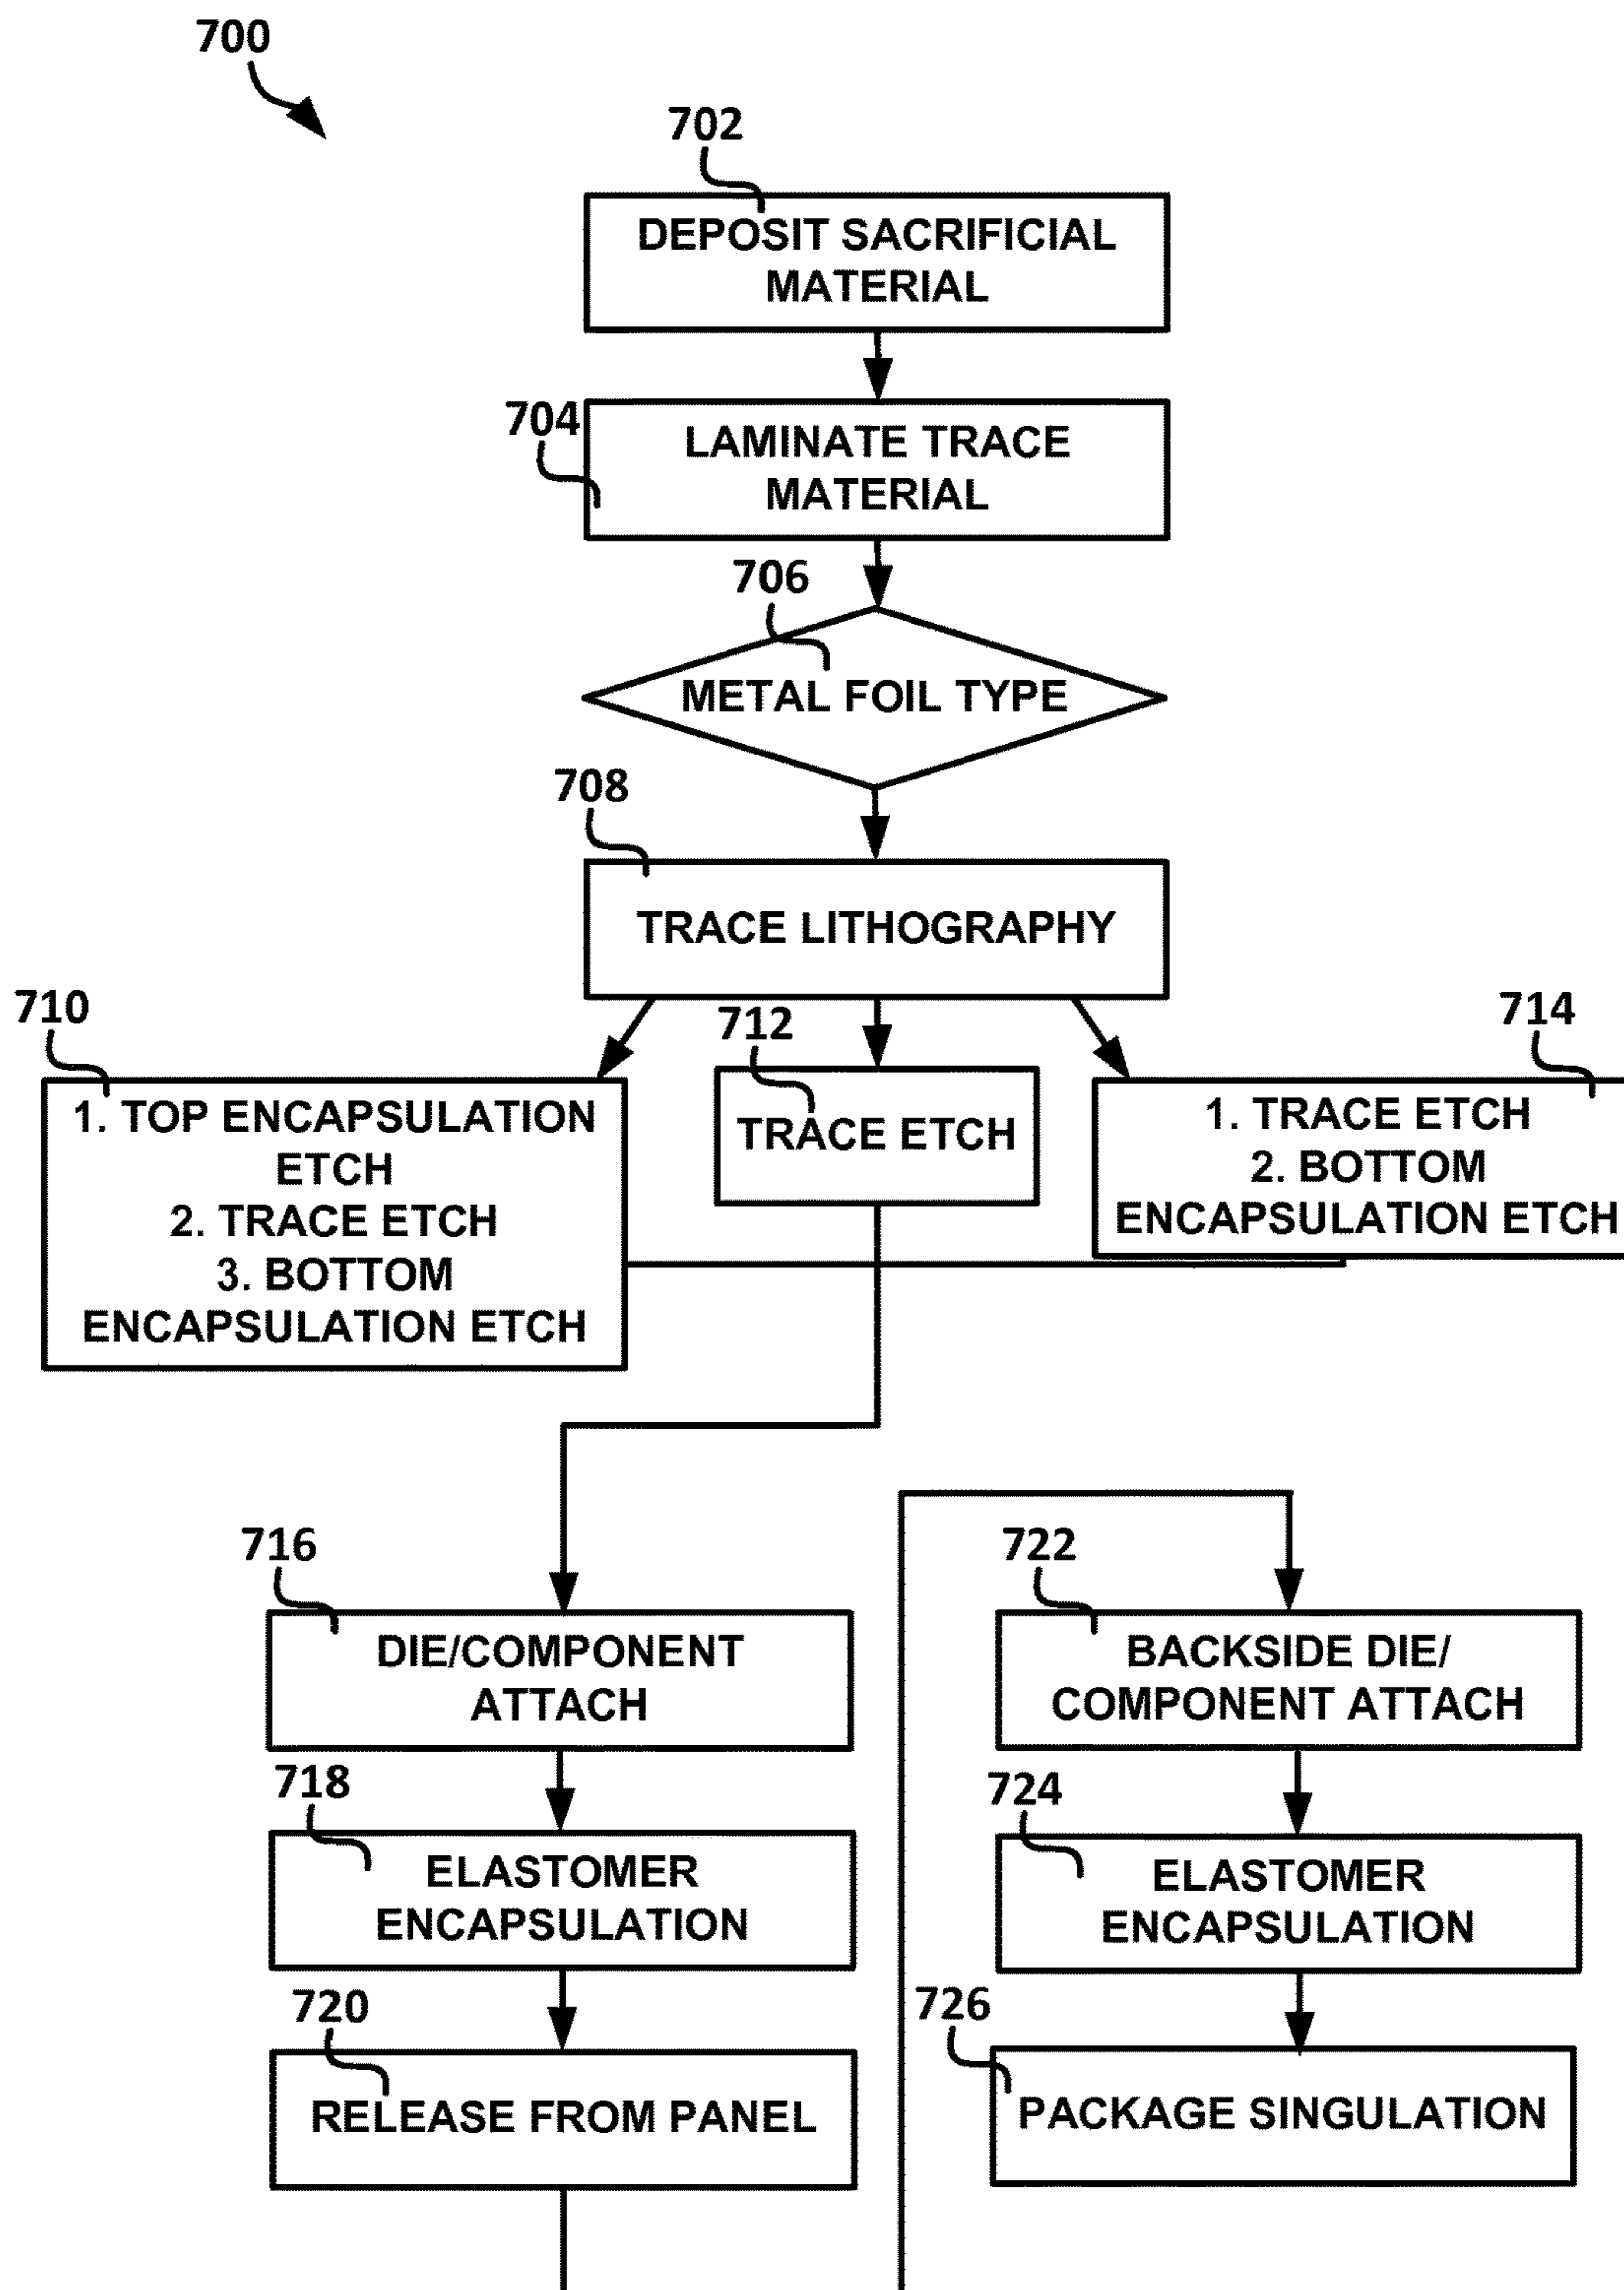 700
702
DEPOSIT SACRIFICIAL
MATERIAL
704
LAMINATE TRACE
MATERIAL
706
METAL FOIL TYPE
708
TRACE LITHOGRAPHY
710
1. TOP ENCAPSULATION
ETCH
2. TRACE ETCH
3. BOTTOM
ENCAPSULATION ETCH
712
TRACE ETCH
714
1. TRACE ETCH
2. BOTTOM
ENCAPSULATION ETCH
716
DIE/COMPONENT
ATTACH
718
ELASTOMER
ENCAPSULATION
720
RELEASE FROM PANEL
722
BACKSIDE DIE/
COMPONENT ATTACH
724
ELASTOMER
ENCAPSULATION
726
PACKAGE SINGULATION